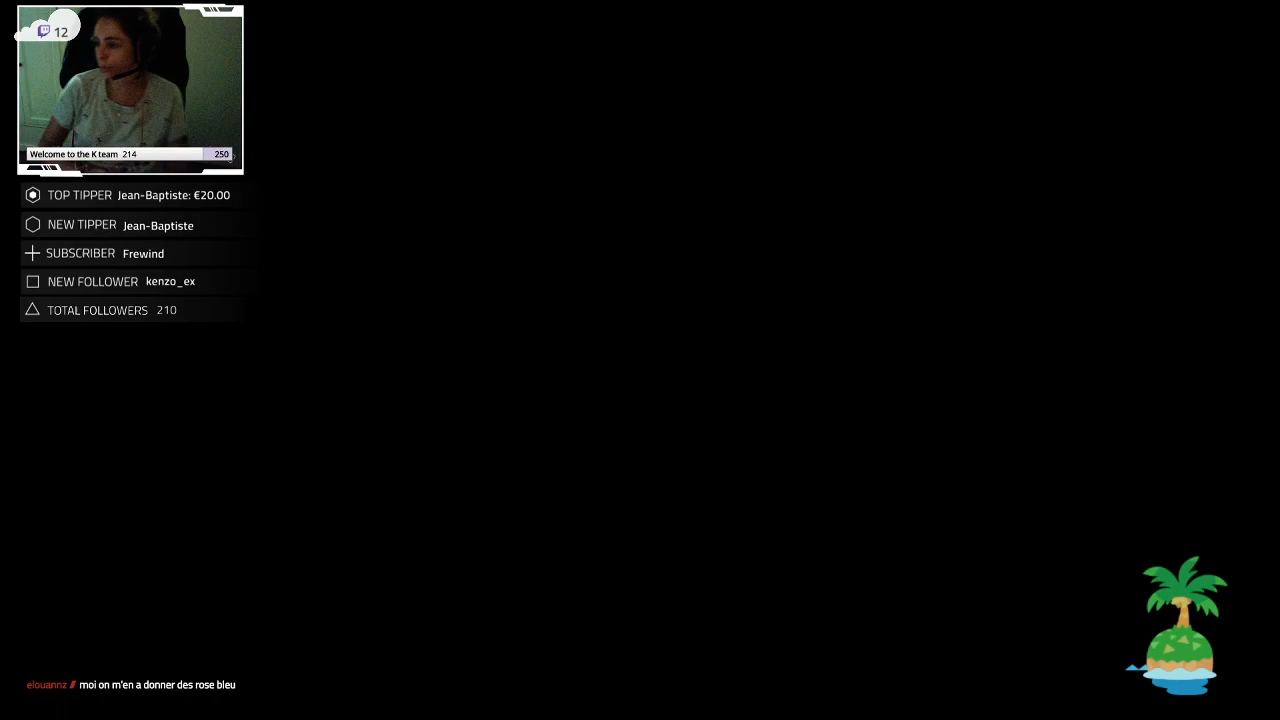 12
Welcome to the K team 214 250
TOP TIPPER Jean-Baptiste: €20.00
NEW TIPPER Jean-Baptiste
SUBSCRIBER Frewind
NEW FOLLOWER kenzo_ex
TOTAL FOLLOWERS 210
elouannz // moi on m'en a donner des rose bleu